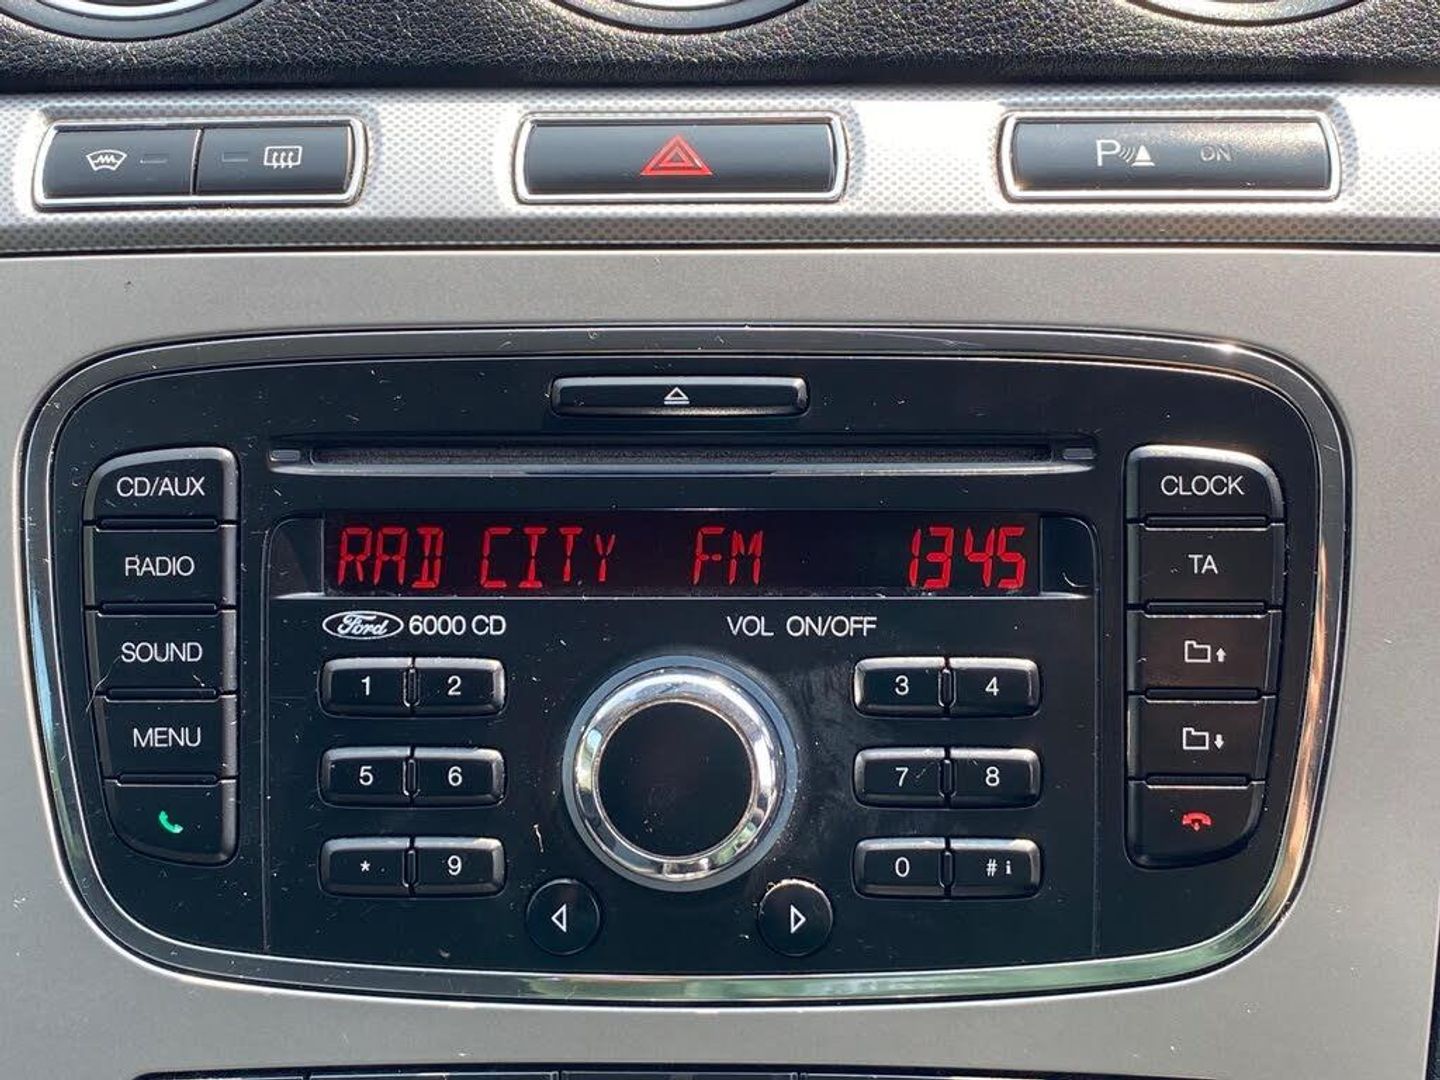 P ON
CD/AUX
CLOCK
RAD CITY FM 1345
RADIO
TA
Ford 6000 CD
VOL ON/OFF
SOUND
1 2 3 4
MENU
5 6 7 8
* 9 0 # i